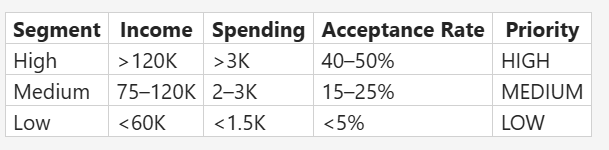 Segment Income Spending Acceptance Rate Priority
High >120K >3K 40–50% HIGH
Medium 75–120K 2–3K 15–25% MEDIUM
Low <60K <1.5K <5% LOW